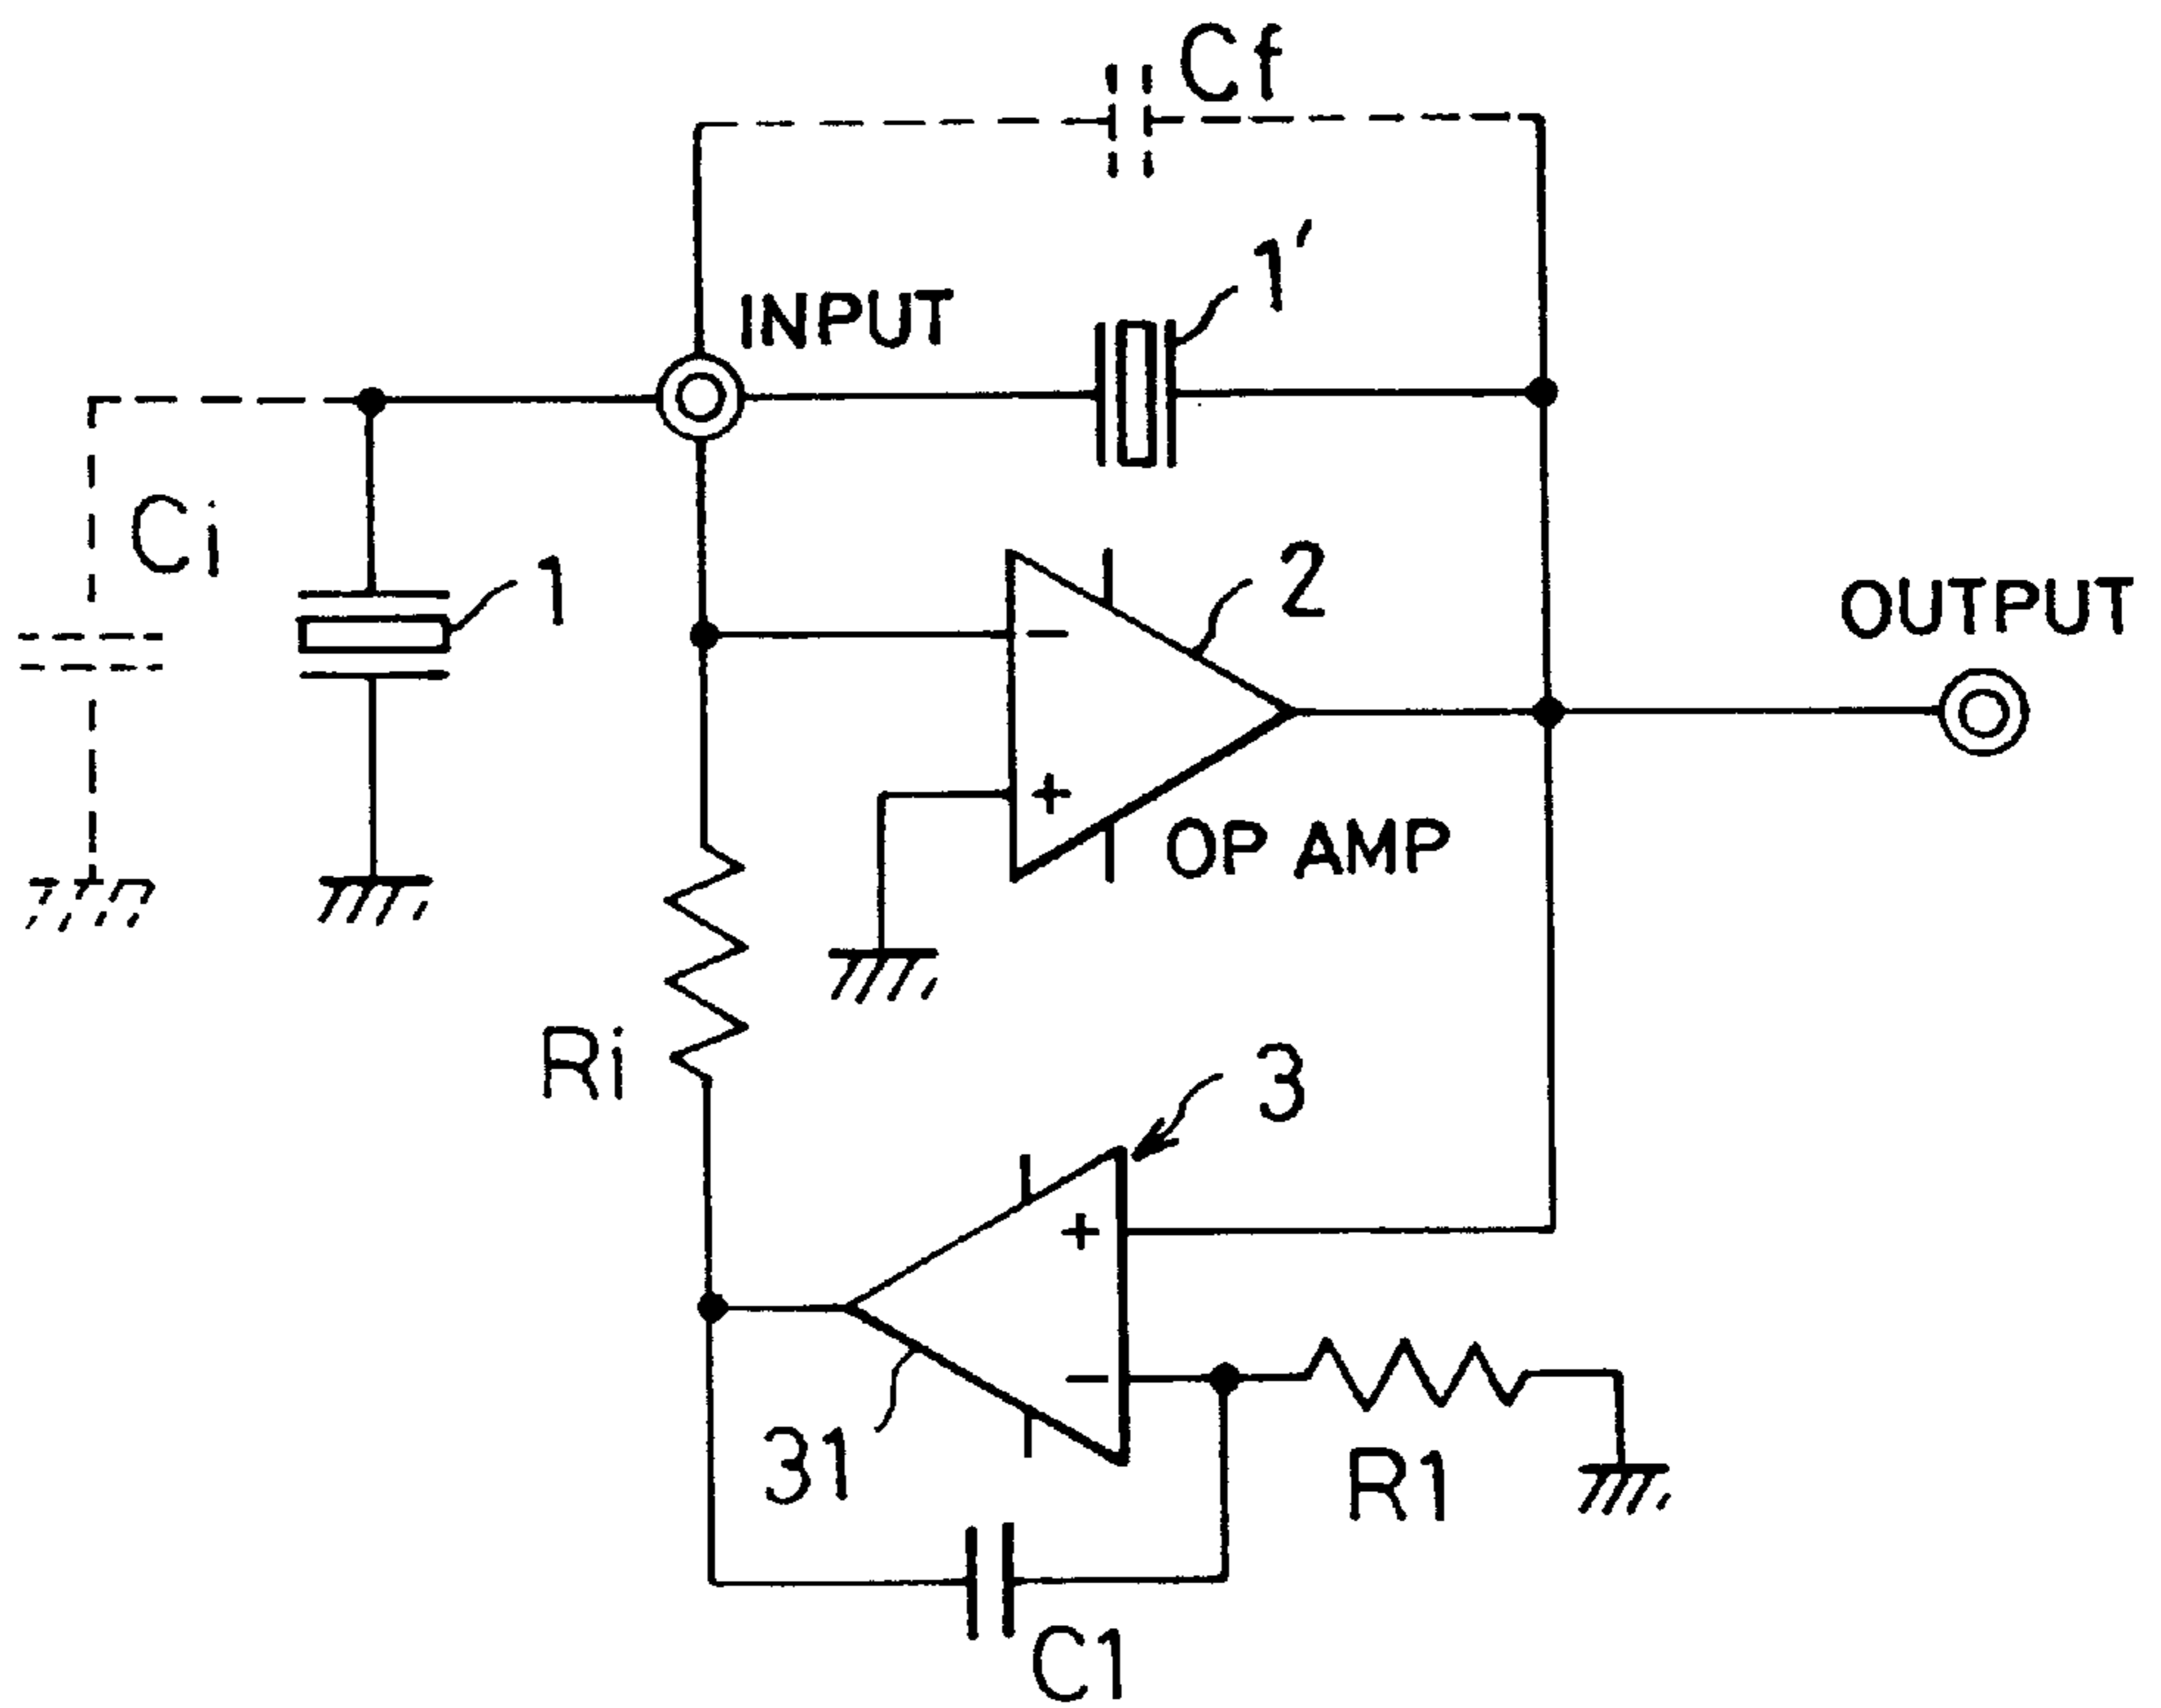 Cf
1′
INPUT
Ci
1
2
OUTPUT
−
+
OP AMP
Ri
3
+
−
31
R1
C1